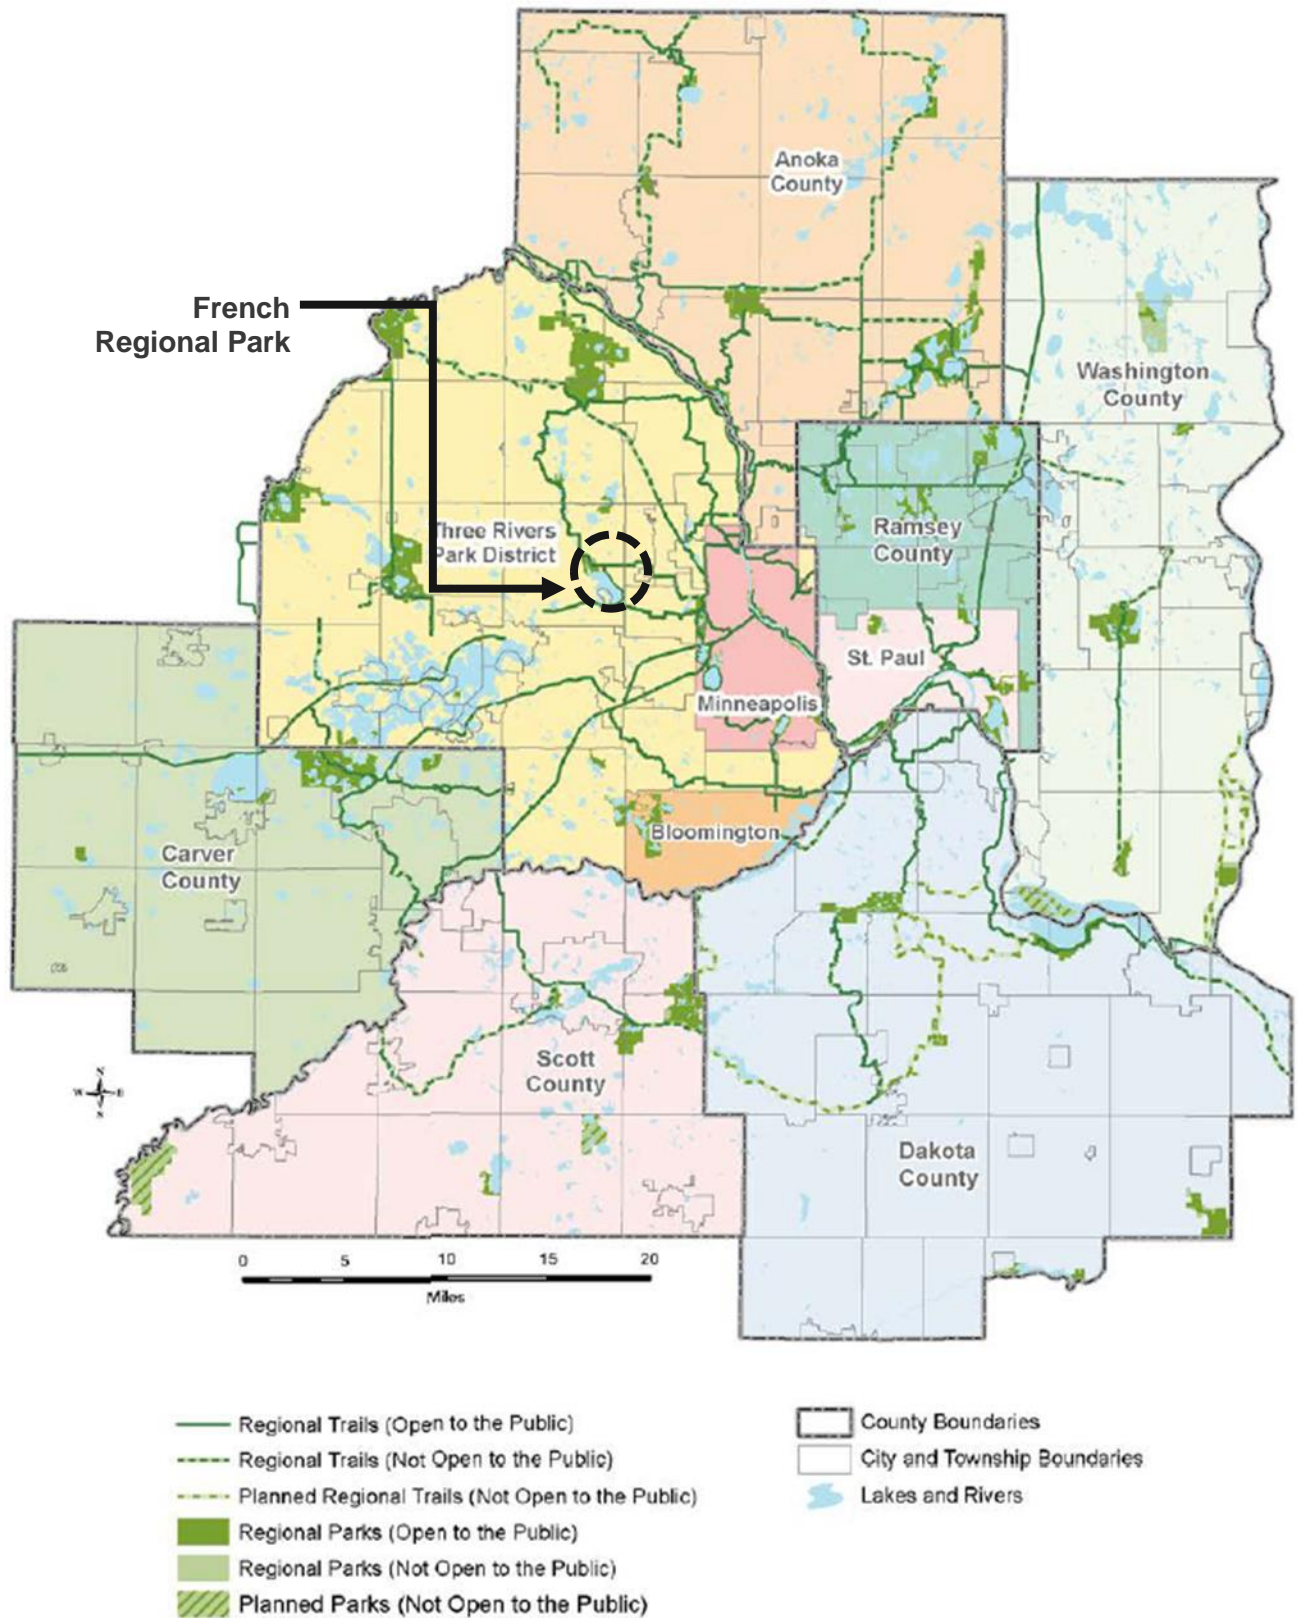 Anoka
County
French
Regional Park
Washington
County
Three Rivers
Park District
Ramsey
County
St. Paul
Minneapolis
Bloomington
Carver
County
Scott
County
N
W E
S
Dakota
County
0 5 10 15 20
Miles
Regional Trails (Open to the Public)
Regional Trails (Not Open to the Public)
Planned Regional Trails (Not Open to the Public)
Regional Parks (Open to the Public)
Regional Parks (Not Open to the Public)
Planned Parks (Not Open to the Public)
County Boundaries
City and Township Boundaries
Lakes and Rivers